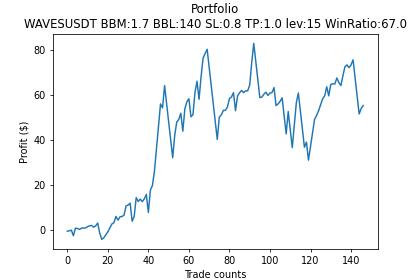 Portfolio
WAVESUSDT BBM:1.7 BBL:140 SL:0.8 TP:1.0 lev:15 WinRatio:67.0
80
60
40
20
0
Profit ($)
0 20 40 60 80 100 120 140
Trade counts